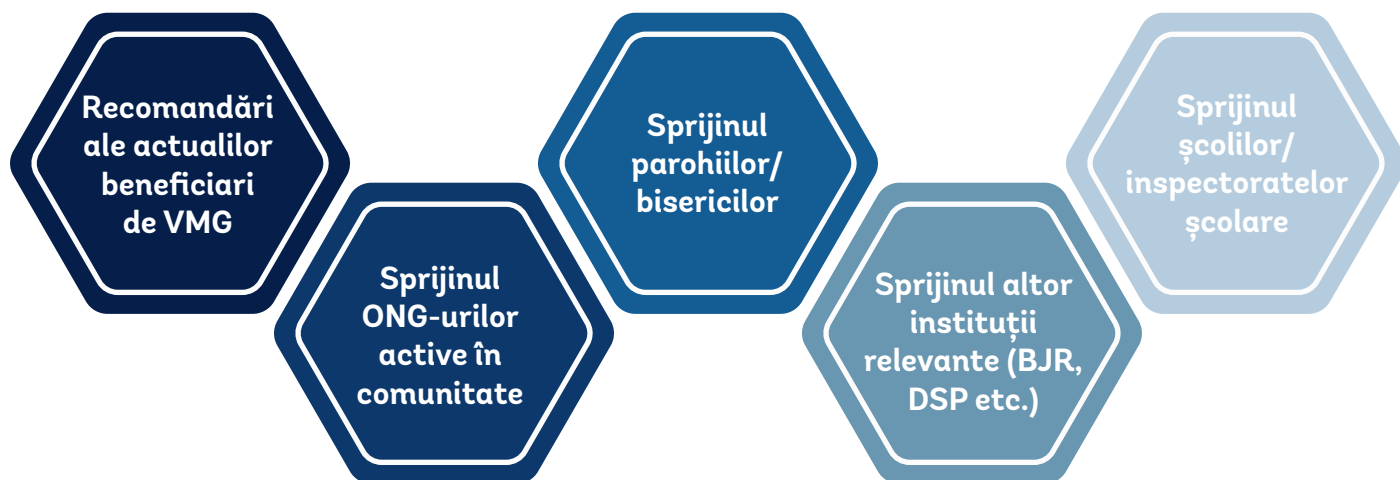 Recomandări
ale actualilor
beneficiari
de VMG
Sprijinul
ONG-urilor
active în
comunitate
Sprijinul
parohiilor/
bisericilor
Sprijinul altor
instituții
relevante (BJR,
DSP etc.)
Sprijinul
școlilor/
inspectoratelor
școlare